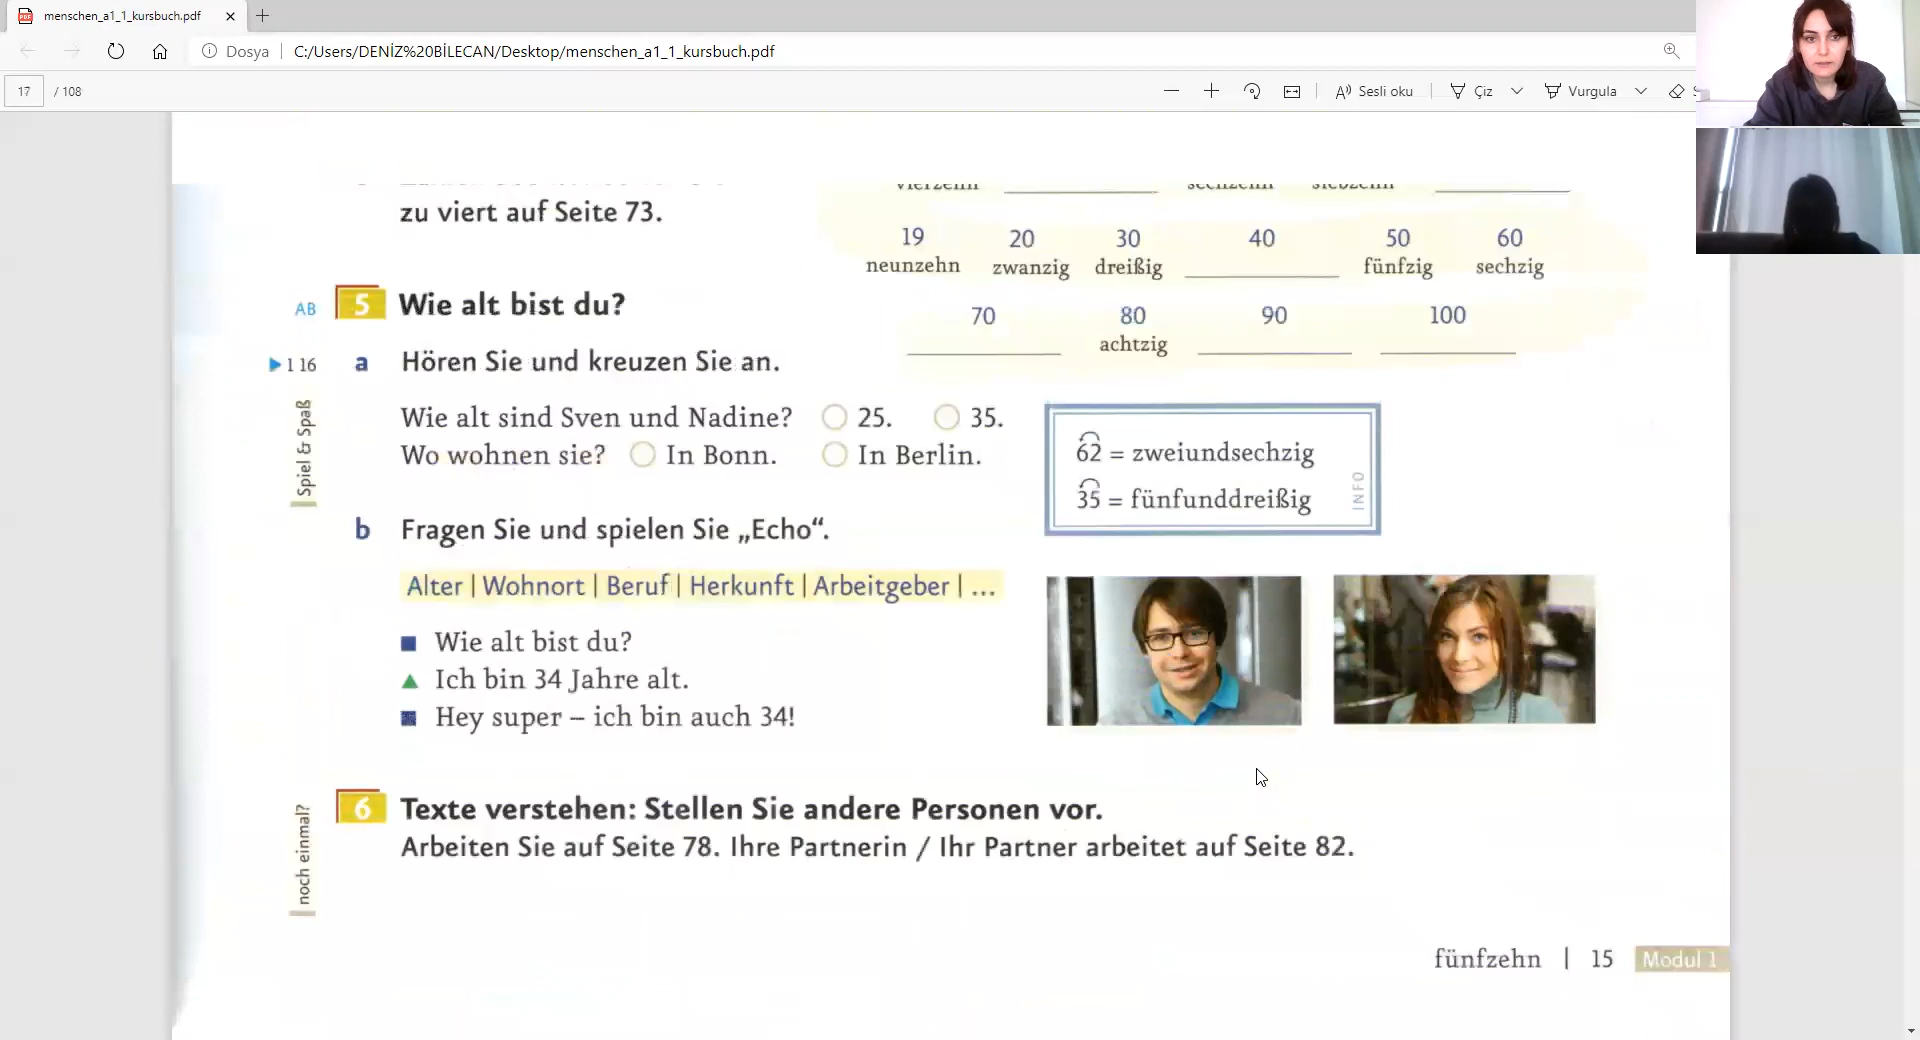 menschen_a1_1_kursbuch.pdf
Dosya
C:/Users/DENİZ%20BİLECAN/Desktop/menschen_a1_1_kursbuch.pdf
17 / 108
Sesli oku
Çiz
Vurgula
vierzehn sechzehn siebzehn
zu viert auf Seite 73.
19 20 30 40 50 60
neunzehn zwanzig dreißig fünfzig sechzig
70 80 90 100
achtzig
AB 5 Wie alt bist du?
1 16 a Hören Sie und kreuzen Sie an.
Wie alt sind Sven und Nadine? 25. 35.
Wo wohnen sie? In Bonn. In Berlin.
Spiel & Spaß
62 = zweiundsechzig
35 = fünfunddreißig
INFO
b Fragen Sie und spielen Sie „Echo“.
Alter | Wohnort | Beruf | Herkunft | Arbeitgeber | ...
Wie alt bist du?
Ich bin 34 Jahre alt.
Hey super – ich bin auch 34!
noch einmal?
6 Texte verstehen: Stellen Sie andere Personen vor.
Arbeiten Sie auf Seite 78. Ihre Partnerin / Ihr Partner arbeitet auf Seite 82.
fünfzehn | 15 Modul 1